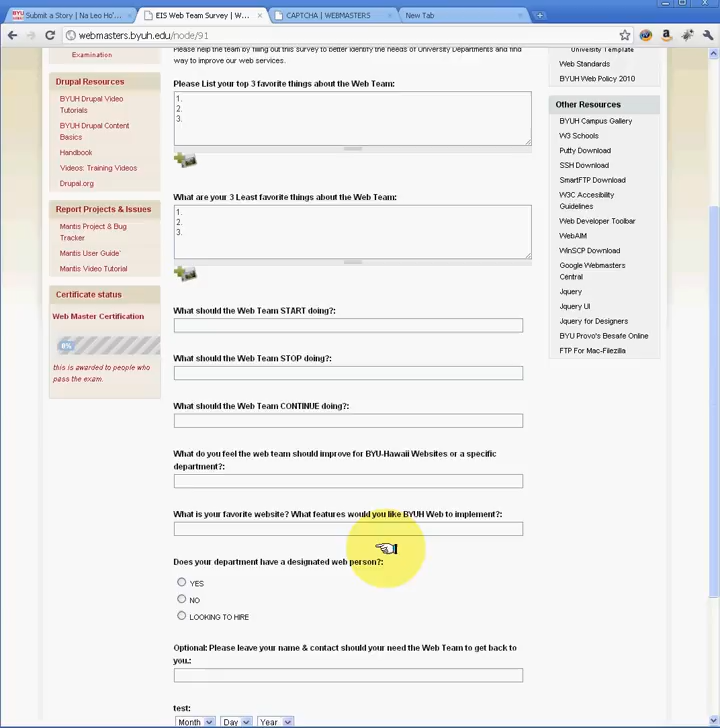 Submit a Story | Na Leo Ho'...
EIS Web Team Survey | W...
CAPTCHA | WEBMASTERS
New Tab
webmasters.byuh.edu/node/91
Examination
Drupal Resources
BYUH Drupal Video
Tutorials
BYUH Drupal Content
Basics
Handbook
Videos: Training Videos
Drupal.org
Report Projects & Issues
Mantis Project & Bug
Tracker
Mantis User Guide'
Mantis Video Tutorial
Certificate status
Web Master Certification
0%
this is awarded to people who
pass the exam.
Please help the team by filling out this survey to better identify the needs of University Departments and find
way to improve our web services.
Please List your top 3 favorite things about the Web Team:
1.
2.
3.
What are your 3 Least favorite things about the Web Team:
1.
2.
3.
What should the Web Team START doing?:
What should the Web Team STOP doing?:
What should the Web Team CONTINUE doing?:
What do you feel the web team should improve for BYU-Hawaii Websites or a specific
department?:
What is your favorite website? What features would you like BYUH Web to implement?:
Does your department have a designated web person?:
YES
NO
LOOKING TO HIRE
Optional: Please leave your name & contact should your need the Web Team to get back to
you.:
test:
Month Day Year
University Template
Web Standards
BYUH Web Policy 2010
Other Resources
BYUH Campus Gallery
W3 Schools
Putty Download
SSH Download
SmartFTP Download
W3C Accesibility
Guidelines
Web Developer Toolbar
WebAIM
WinSCP Download
Google Webmasters
Central
Jquery
Jquery UI
Jquery for Designers
BYU Provo's Besafe Online
FTP For Mac-Filezilla